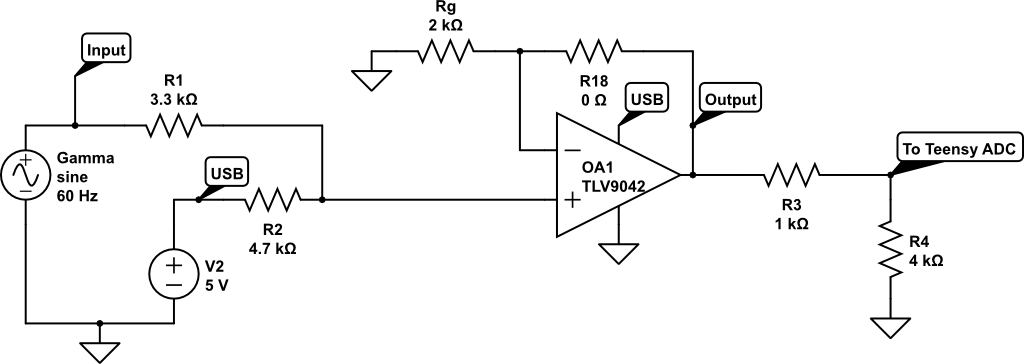 Rg
2 kΩ
Input
R1
3.3 kΩ
R18
0 Ω
USB
Output
Gamma
sine
60 Hz
USB
OA1
TLV9042
To Teensy ADC
R2
4.7 kΩ
R3
1 kΩ
R4
4 kΩ
V2
5 V